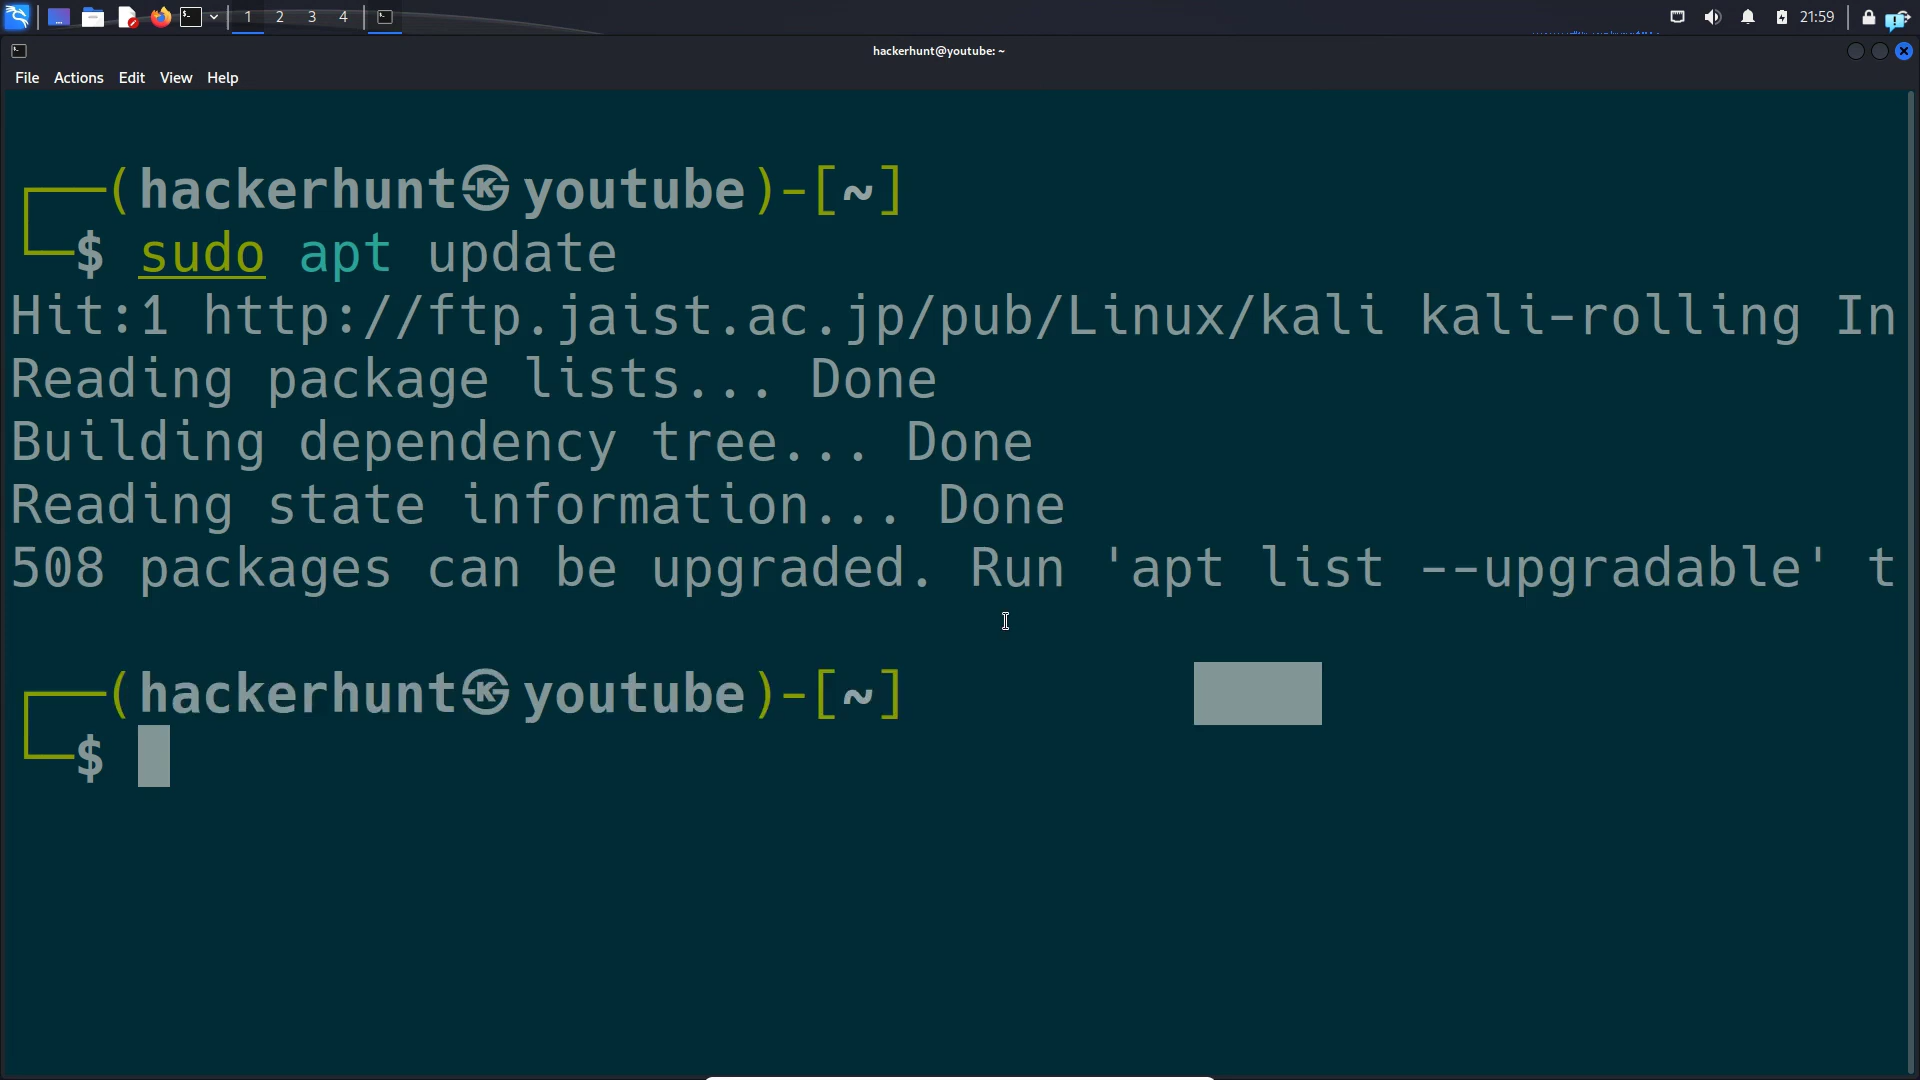 1 2 3 4 21:59
hackerhunt@youtube: ~
File Actions Edit View Help
┌──(hackerhunt㉿youtube)-[~]
└─$ sudo apt update
Hit:1 http://ftp.jaist.ac.jp/pub/Linux/kali kali-rolling In
Reading package lists... Done
Building dependency tree... Done
Reading state information... Done
508 packages can be upgraded. Run 'apt list --upgradable' t
┌──(hackerhunt㉿youtube)-[~]
└─$